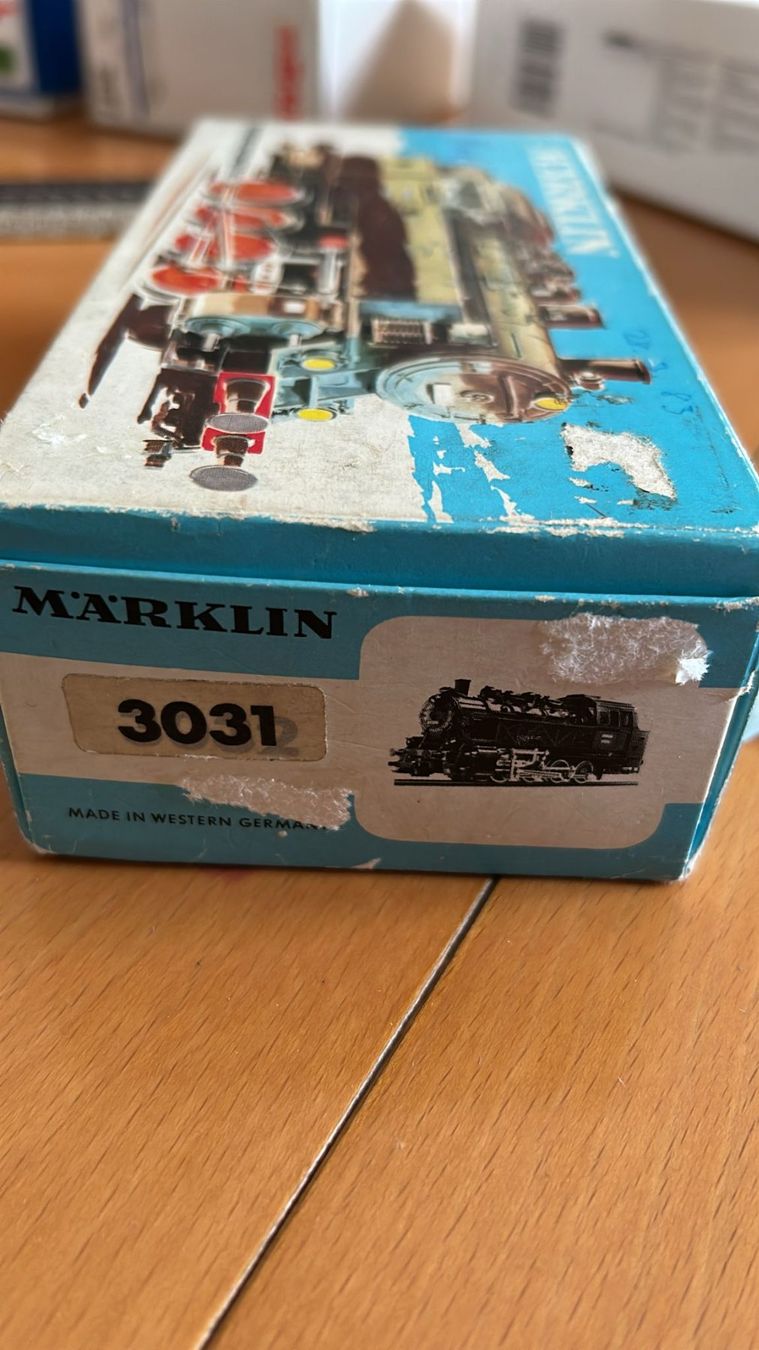 MÄRKLIN
MÄRKLIN
3031
MADE IN WESTERN GERMANY